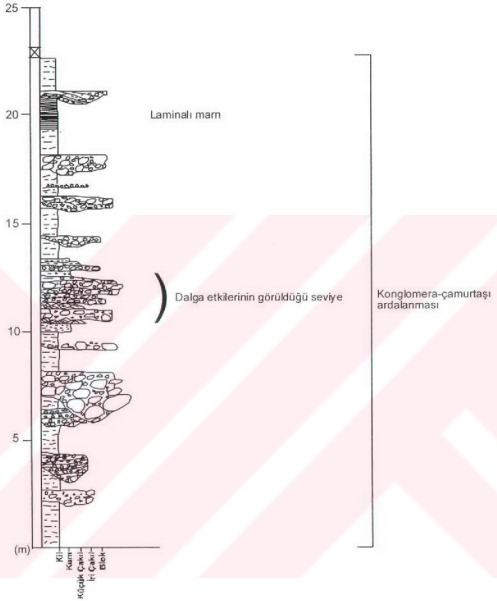 25
20
Laminalı marn
15
Dalga etkilerinin görüldüğü seviye
Konglomera-çamurtaşı
ardalanması
10
5
(m)
Kil
Kum
Küçük Çakıl
İri Çakıl
Blok